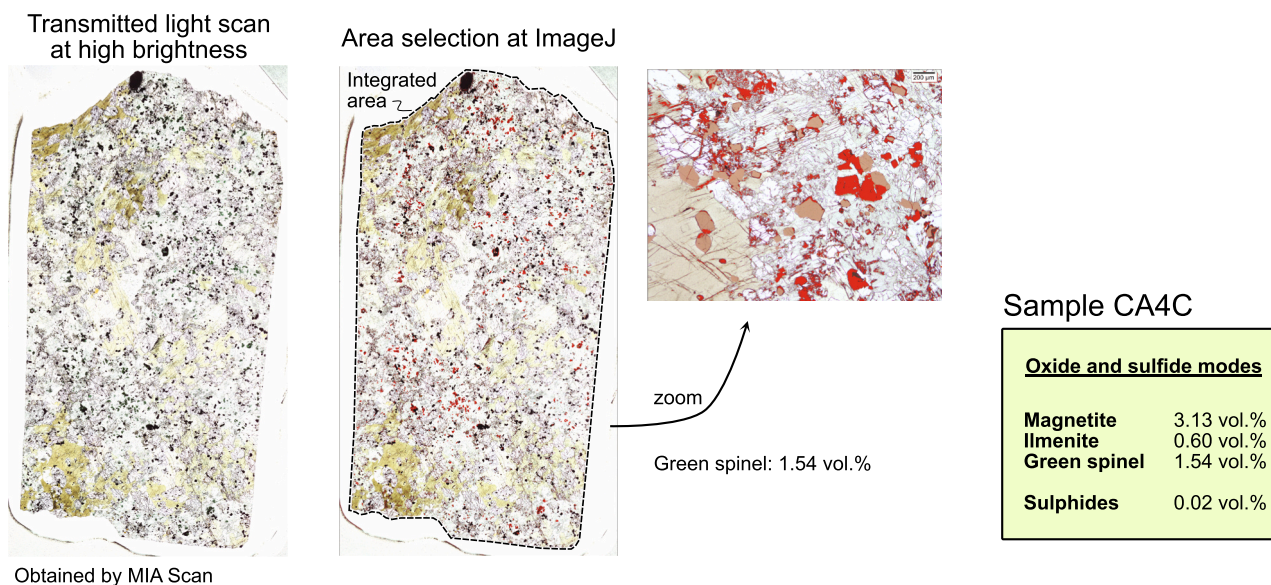 Transmitted light scan
at high brightness
Area selection at ImageJ
Integrated
area
200 µm
zoom
Green spinel: 1.54 vol.%
Obtained by MIA Scan
Sample CA4C
Oxide and sulfide modes
Magnetite 3.13 vol.%
Ilmenite 0.60 vol.%
Green spinel 1.54 vol.%
Sulphides 0.02 vol.%